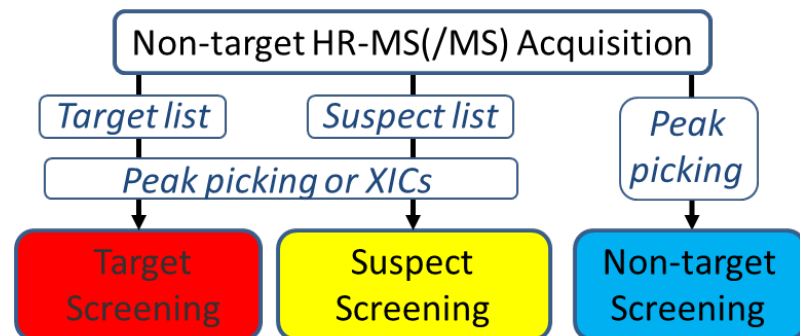 Non-target HR-MS(/MS) Acquisition
Target list
Suspect list
Peak
picking
Peak picking or XICs
Target
Screening
Suspect
Screening
Non-target
Screening